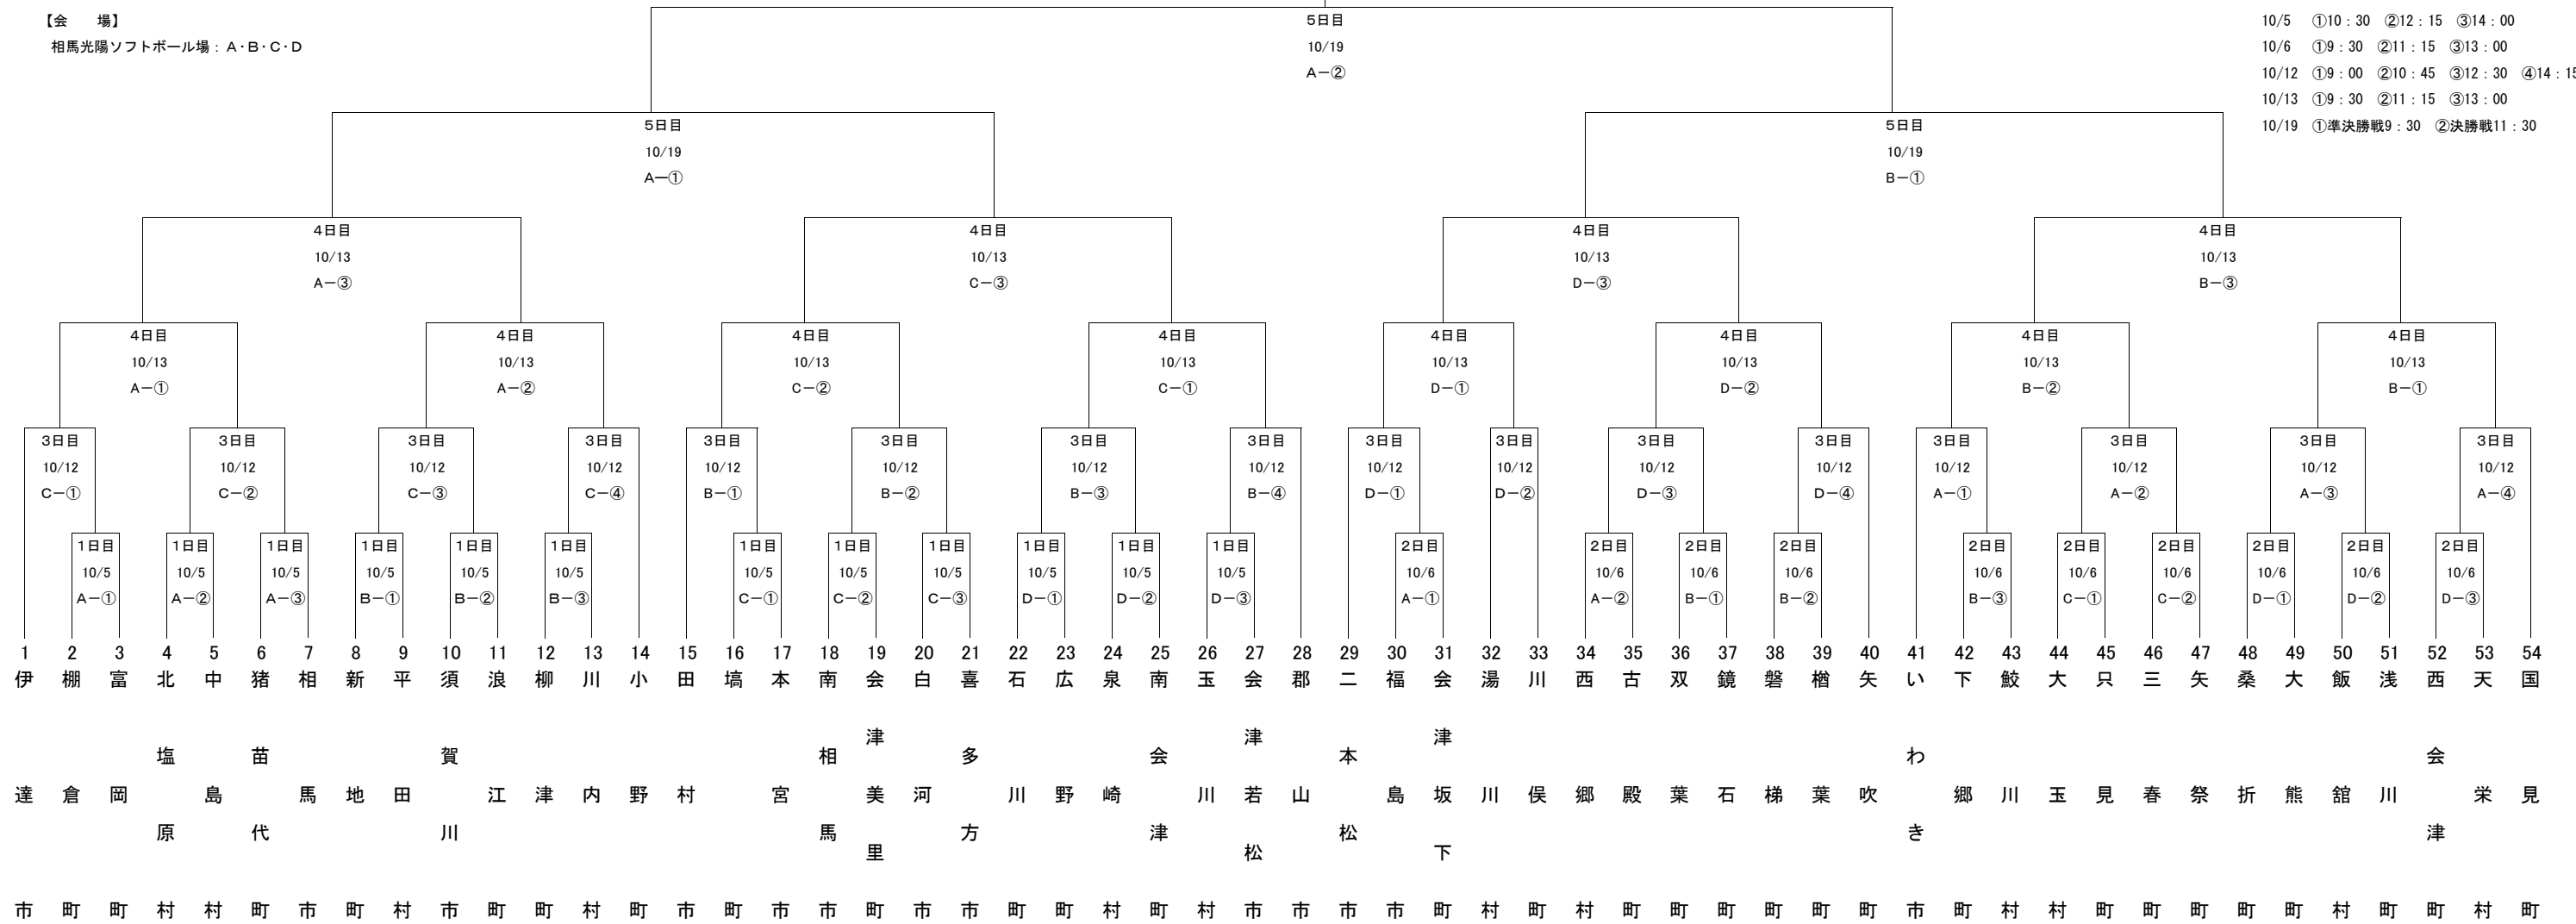 【会　　場】
相馬光陽ソフトボール場：A・B・C・D
10/5　①10：30　②12：15　③14：00
10/6　①9：30　②11：15　③13：00
10/12　①9：00　②10：45　③12：30　④14：15
10/13　①9：30　②11：15　③13：00
10/19　①準決勝戦9：30　②決勝戦11：30
5日目
10/19
A－②
5日目 5日目
10/19 10/19
A－① B－①
4日目 4日目 4日目 4日目
10/13 10/13 10/13 10/13
A－③ C－③ D－③ B－③
4日目 4日目 4日目 4日目 4日目 4日目 4日目 4日目
10/13 10/13 10/13 10/13 10/13 10/13 10/13 10/13
A－① A－② C－② C－① D－① D－② B－② B－①
3日目 3日目 3日目 3日目 3日目 3日目 3日目 3日目 3日目 3日目 3日目 3日目 3日目 3日目 3日目 3日目
10/12 10/12 10/12 10/12 10/12 10/12 10/12 10/12 10/12 10/12 10/12 10/12 10/12 10/12 10/12 10/12
C－① C－② C－③ C－④ B－① B－② B－③ B－④ D－① D－② D－③ D－④ A－① A－② A－③ A－④
1日目 1日目 1日目 1日目 1日目 1日目 1日目 1日目 1日目 1日目 1日目 1日目 2日目 2日目 2日目 2日目 2日目 2日目 2日目 2日目 2日目 2日目
10/5 10/5 10/5 10/5 10/5 10/5 10/5 10/5 10/5 10/5 10/5 10/5 10/6 10/6 10/6 10/6 10/6 10/6 10/6 10/6 10/6 10/6
A－① A－② A－③ B－① B－② B－③ C－① C－② C－③ D－① D－② D－③ A－① A－② B－① B－② B－③ C－① C－② D－① D－② D－③
1 伊達市
2 棚倉町
3 富岡町
4 北塩原村
5 中島村
6 猪苗代町
7 相馬市
8 新地町
9 平田村
10 須賀川市
11 浪江町
12 柳津町
13 川内村
14 小野町
15 田村市
16 塙町
17 本宮市
18 南相馬市
19 会津美里町
20 白河市
21 喜多方市
22 石川町
23 広野町
24 泉崎村
25 南会津町
26 玉川村
27 会津若松市
28 郡山市
29 二本松市
30 福島市
31 会津坂下町
32 湯川村
33 川俣町
34 西郷村
35 古殿町
36 双葉町
37 鏡石町
38 磐梯町
39 楢葉町
40 矢吹町
41 いわき市
42 下郷町
43 鮫川村
44 大玉村
45 只見町
46 三春町
47 矢祭町
48 桑折町
49 大熊町
50 飯舘村
51 浅川町
52 西会津町
53 天栄村
54 国見町